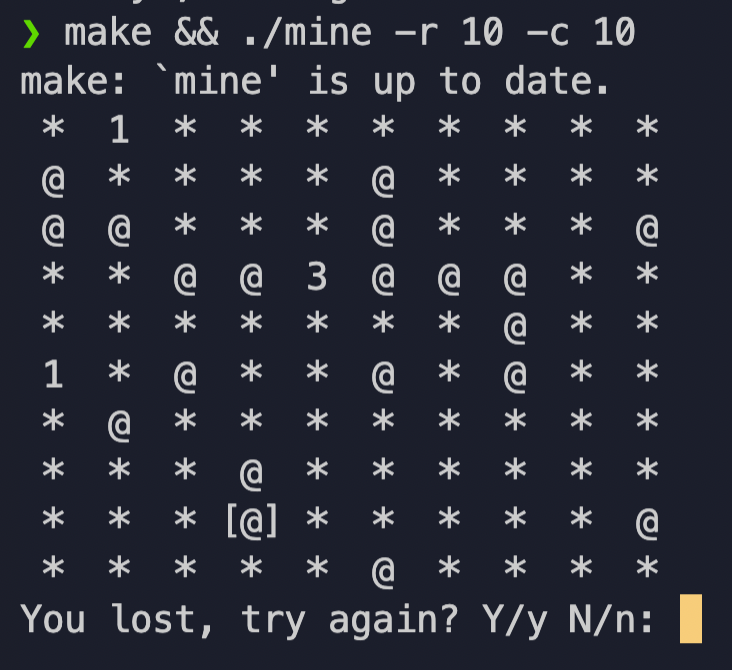 ❯ make && ./mine -r 10 -c 10
make: `mine' is up to date.
* 1 * * * * * * * *
@ * * * * @ * * * *
@ @ * * * @ * * * @
* * @ @ 3 @ @ @ * *
* * * * * * * @ * *
1 * @ * * @ * @ * *
* @ * * * * * * * *
* * * @ * * * * * *
* * * [@] * * * * * @
* * * * * @ * * * *
You lost, try again? Y/y N/n: